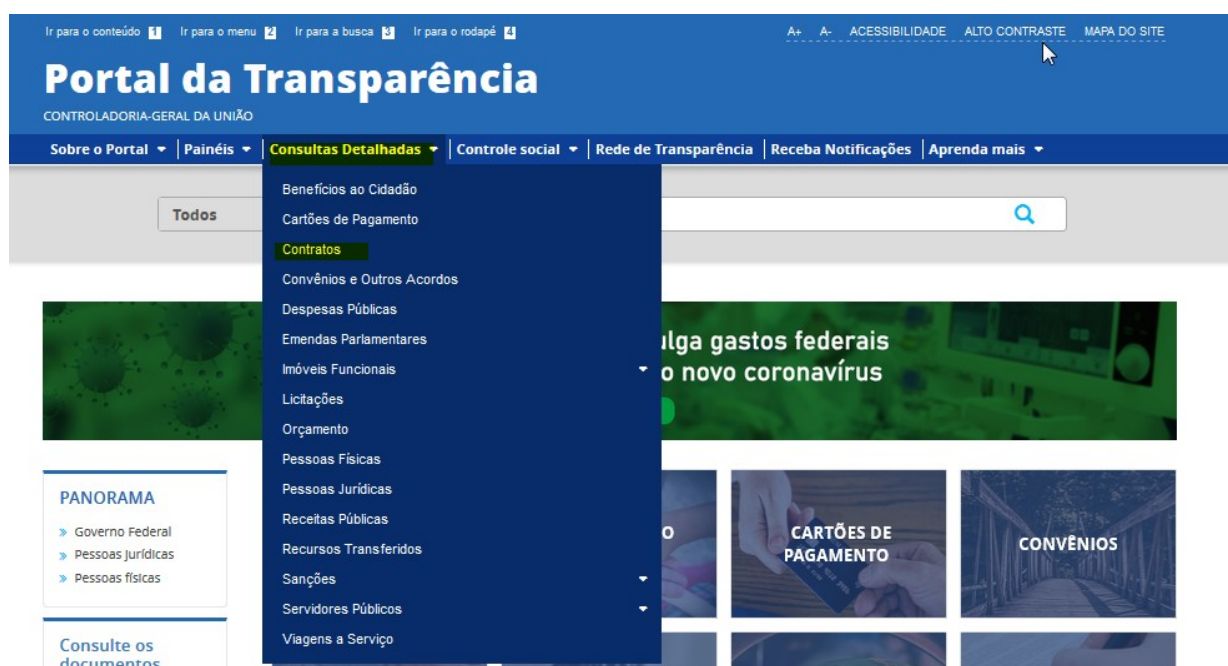 Ir para o conteúdo 1 Ir para o menu 2 Ir para a busca 3 Ir para o rodapé 4
A+ A- ACESSIBILIDADE ALTO CONTRASTE MAPA DO SITE
Portal da Transparência
CONTROLADORIA-GERAL DA UNIÃO
Sobre o Portal Painéis Consultas Detalhadas Controle social Rede de Transparência Receba Notificações Aprenda mais
Todos
Benefícios ao Cidadão
Cartões de Pagamento
Contratos
Convênios e Outros Acordos
Despesas Públicas
Emendas Parlamentares
Imóveis Funcionais
Licitações
Orçamento
Pessoas Físicas
Pessoas Jurídicas
Receitas Públicas
Recursos Transferidos
Sanções
Servidores Públicos
Viagens a Serviço
gastos federais
o novo coronavírus
PANORAMA
Governo Federal
Pessoas Jurídicas
Pessoas físicas
Consulte os
documentos
CARTÕES DE
PAGAMENTO
CONVÊNIOS